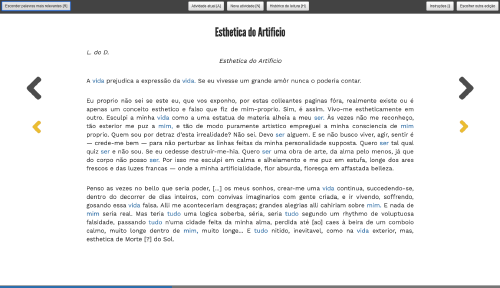 Esconder palavras mais relevantes [R]
Atividade atual [A]
Nova atividade [N]
Histórico de leitura [H]
Instruções [I]
Escolher outra edição
Esthetica do Artificio
L. do D.
Esthetica do Artificio
A vida prejudica a expressão da vida. Se eu vivesse um grande amôr nunca o poderia contar.
Eu proprio não sei se este eu, que vos exponho, por estas colleantes paginas fóra, realmente existe ou é
apenas um conceito esthetico e falso que fiz de mim-proprio. Sim, é assim. Vivo-me estheticamente em
outro. Esculpi a minha vida como a uma estatua de materia alheia a meu ser. Ás vezes não me reconheço,
tão exterior me puz a mim, e tão de modo puramente artistico empreguei a minha consciencia de mim
proprio. Quem sou por detraz d'esta irrealidade? Não sei. Devo ser alguem. E se não busco viver, agir, sentir é
— crede-me bem — para não perturbar as linhas feitas da minha personalidade supposta. Quero ser tal qual
quiz ser e não sou. Se eu cedesse destruir-me-hia. Quero ser uma obra de arte, da alma pelo menos, já que
do corpo não posso ser. Por isso me esculpi em calma e alheiamento e me puz em estufa, longe dos ares
frescos e das luzes francas — onde a minha artificialidade, flor absurda, floresça em affastada belleza.
Penso as vezes no bello que seria poder, [...] os meus sonhos, crear-me uma vida continua, succedendo-se,
dentro do decorrer de dias inteiros, com convivas imaginarios com gente criada, e ir vivendo, soffrendo,
gosando essa vida falsa. Alli me aconteceriam desgraças; grandes alegrias alli cahiriam sobre mim. E nada de
mim seria real. Mas teria tudo uma logica soberba, séria, seria tudo segundo um rhythmo de voluptuosa
falsidade, passando tudo n'uma cidade feita da minha alma, perdida até [ao] caes à beira de um comboio
calmo, muito longe dentro de mim, muito longe... E tudo nitido, inevitavel, como na vida exterior, mas,
esthetica de Morte [?] do Sol.